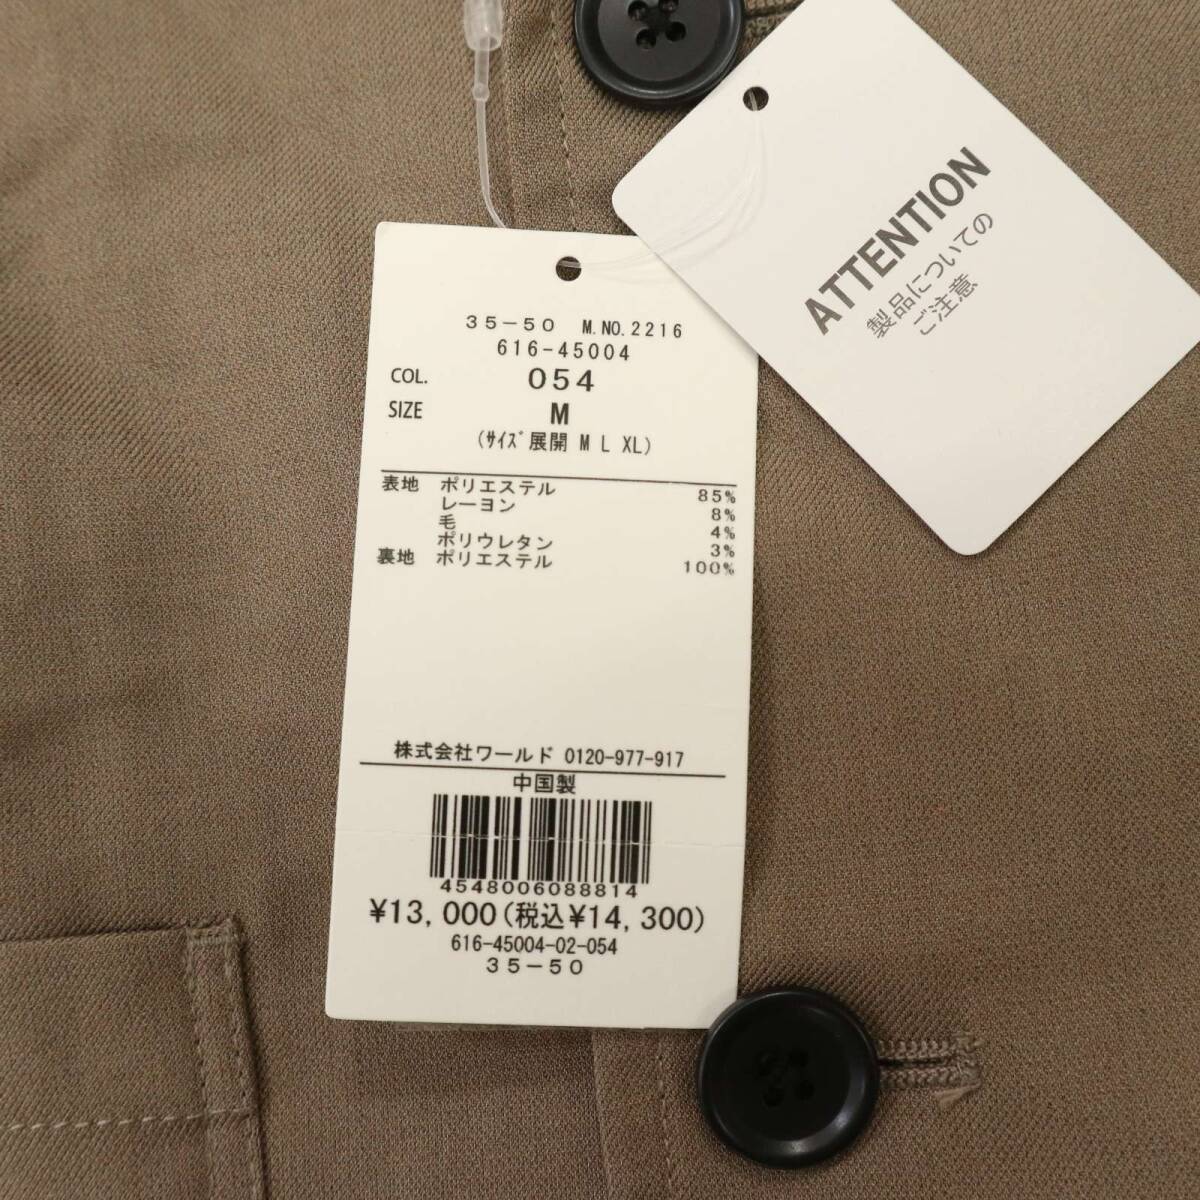 35-50 M.NO.2216
616-45004
COL. 054
SIZE M
(ｻｲｽﾞ展開 M L XL)
表地 ポリエステル 85%
レーヨン 8%
毛 4%
ポリウレタン 3%
裏地 ポリエステル 100%
株式会社ワールド 0120-977-917
中国製
4548006088814
¥13,000(税込¥14,300)
616-45004-02-054
35-50
ATTENTION
製品についての
ご注意